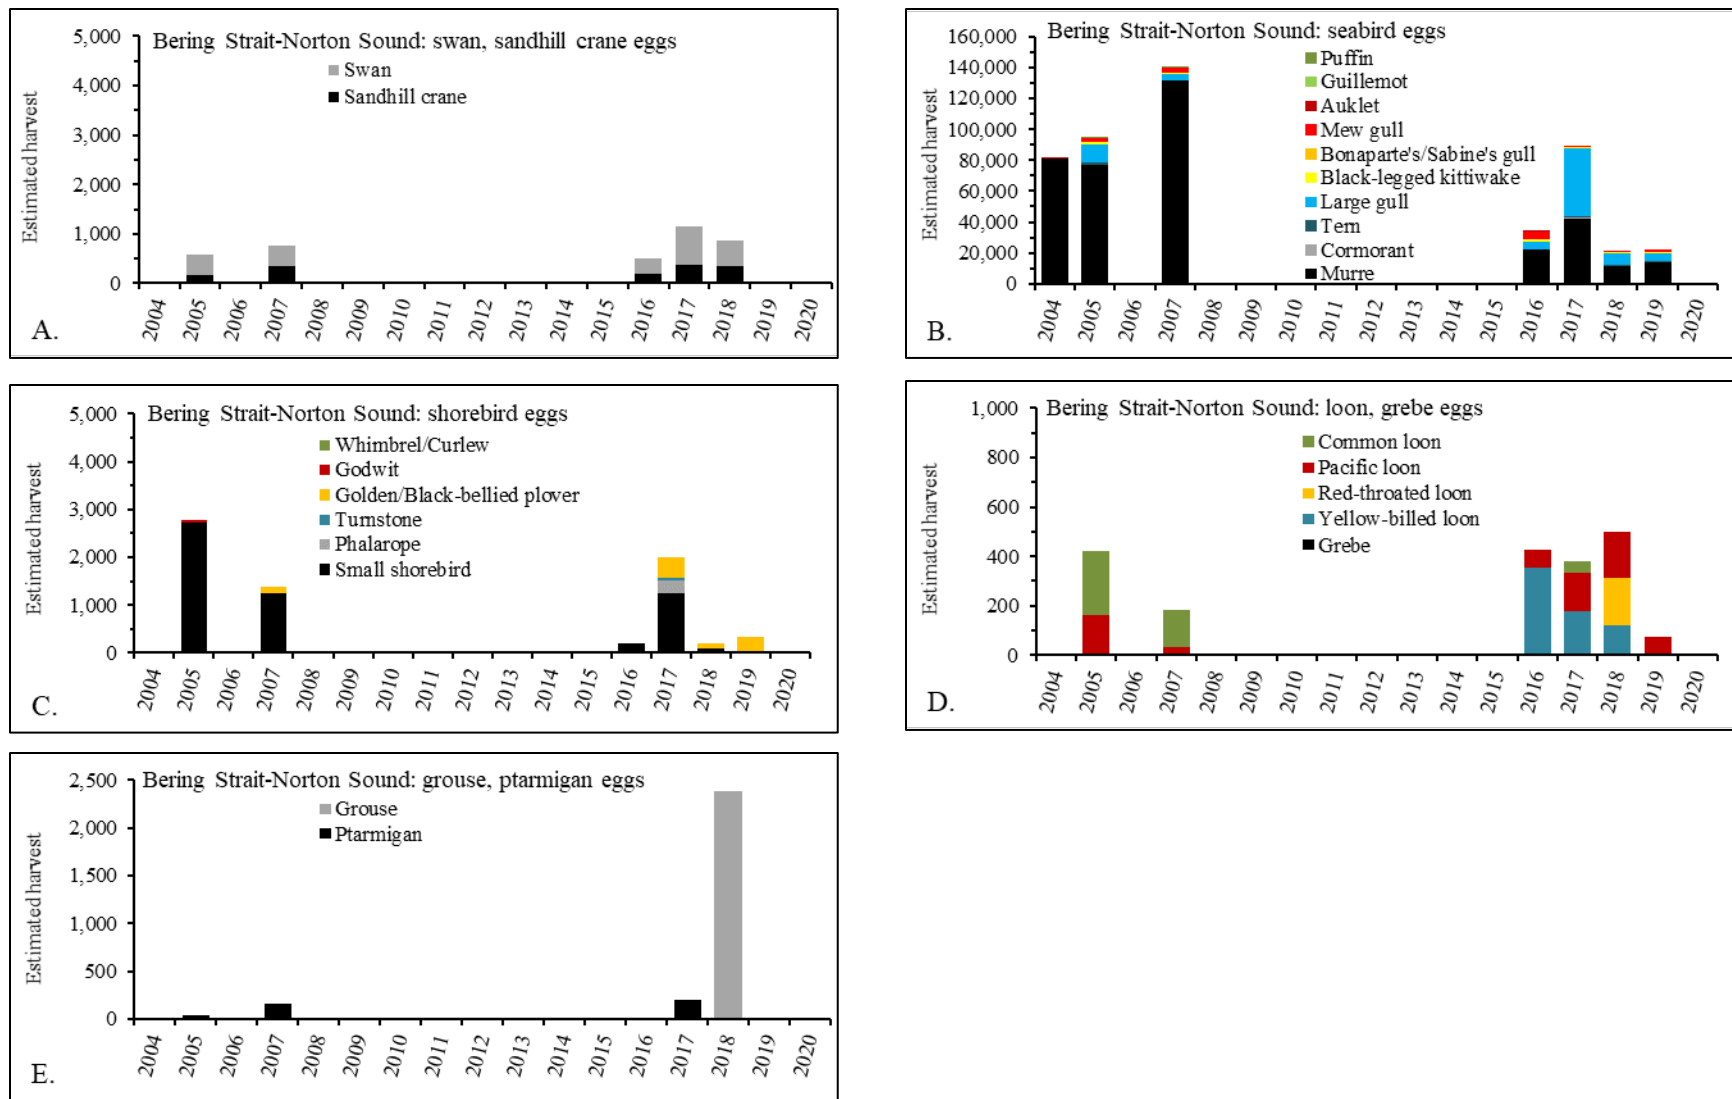 Bering Strait-Norton Sound: swan, sandhill crane eggs
Swan
Sandhill crane
Estimated harvest
5,000
4,000
3,000
2,000
1,000
0
2004 2005 2006 2007 2008 2009 2010 2011 2012 2013 2014 2015 2016 2017 2018 2019 2020
A.
Bering Strait-Norton Sound: seabird eggs
Puffin
Guillemot
Auklet
Mew gull
Bonaparte's/Sabine's gull
Black-legged kittiwake
Large gull
Tern
Cormorant
Murre
Estimated harvest
160,000
140,000
120,000
100,000
80,000
60,000
40,000
20,000
0
2004 2005 2006 2007 2008 2009 2010 2011 2012 2013 2014 2015 2016 2017 2018 2019 2020
B.
Bering Strait-Norton Sound: shorebird eggs
Whimbrel/Curlew
Godwit
Golden/Black-bellied plover
Turnstone
Phalarope
Small shorebird
Estimated harvest
5,000
4,000
3,000
2,000
1,000
0
2004 2005 2006 2007 2008 2009 2010 2011 2012 2013 2014 2015 2016 2017 2018 2019 2020
C.
Bering Strait-Norton Sound: loon, grebe eggs
Common loon
Pacific loon
Red-throated loon
Yellow-billed loon
Grebe
Estimated harvest
1,000
800
600
400
200
0
2004 2005 2006 2007 2008 2009 2010 2011 2012 2013 2014 2015 2016 2017 2018 2019 2020
D.
Bering Strait-Norton Sound: grouse, ptarmigan eggs
Grouse
Ptarmigan
Estimated harvest
2,500
2,000
1,500
1,000
500
0
2004 2005 2006 2007 2008 2009 2010 2011 2012 2013 2014 2015 2016 2017 2018 2019 2020
E.